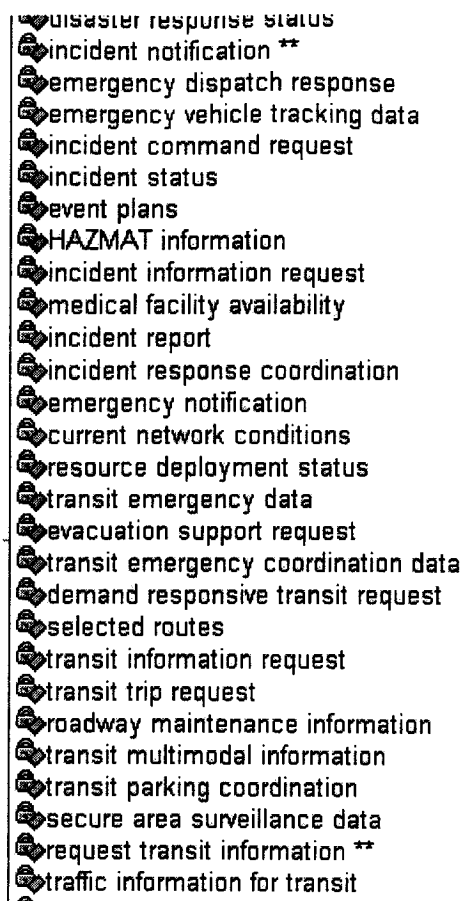 disaster response status
incident notification **
emergency dispatch response
emergency vehicle tracking data
incident command request
incident status
event plans
HAZMAT information
incident information request
medical facility availability
incident report
incident response coordination
emergency notification
current network conditions
resource deployment status
transit emergency data
evacuation support request
transit emergency coordination data
demand responsive transit request
selected routes
transit information request
transit trip request
roadway maintenance information
transit multimodal information
transit parking coordination
secure area surveillance data
request transit information **
traffic information for transit